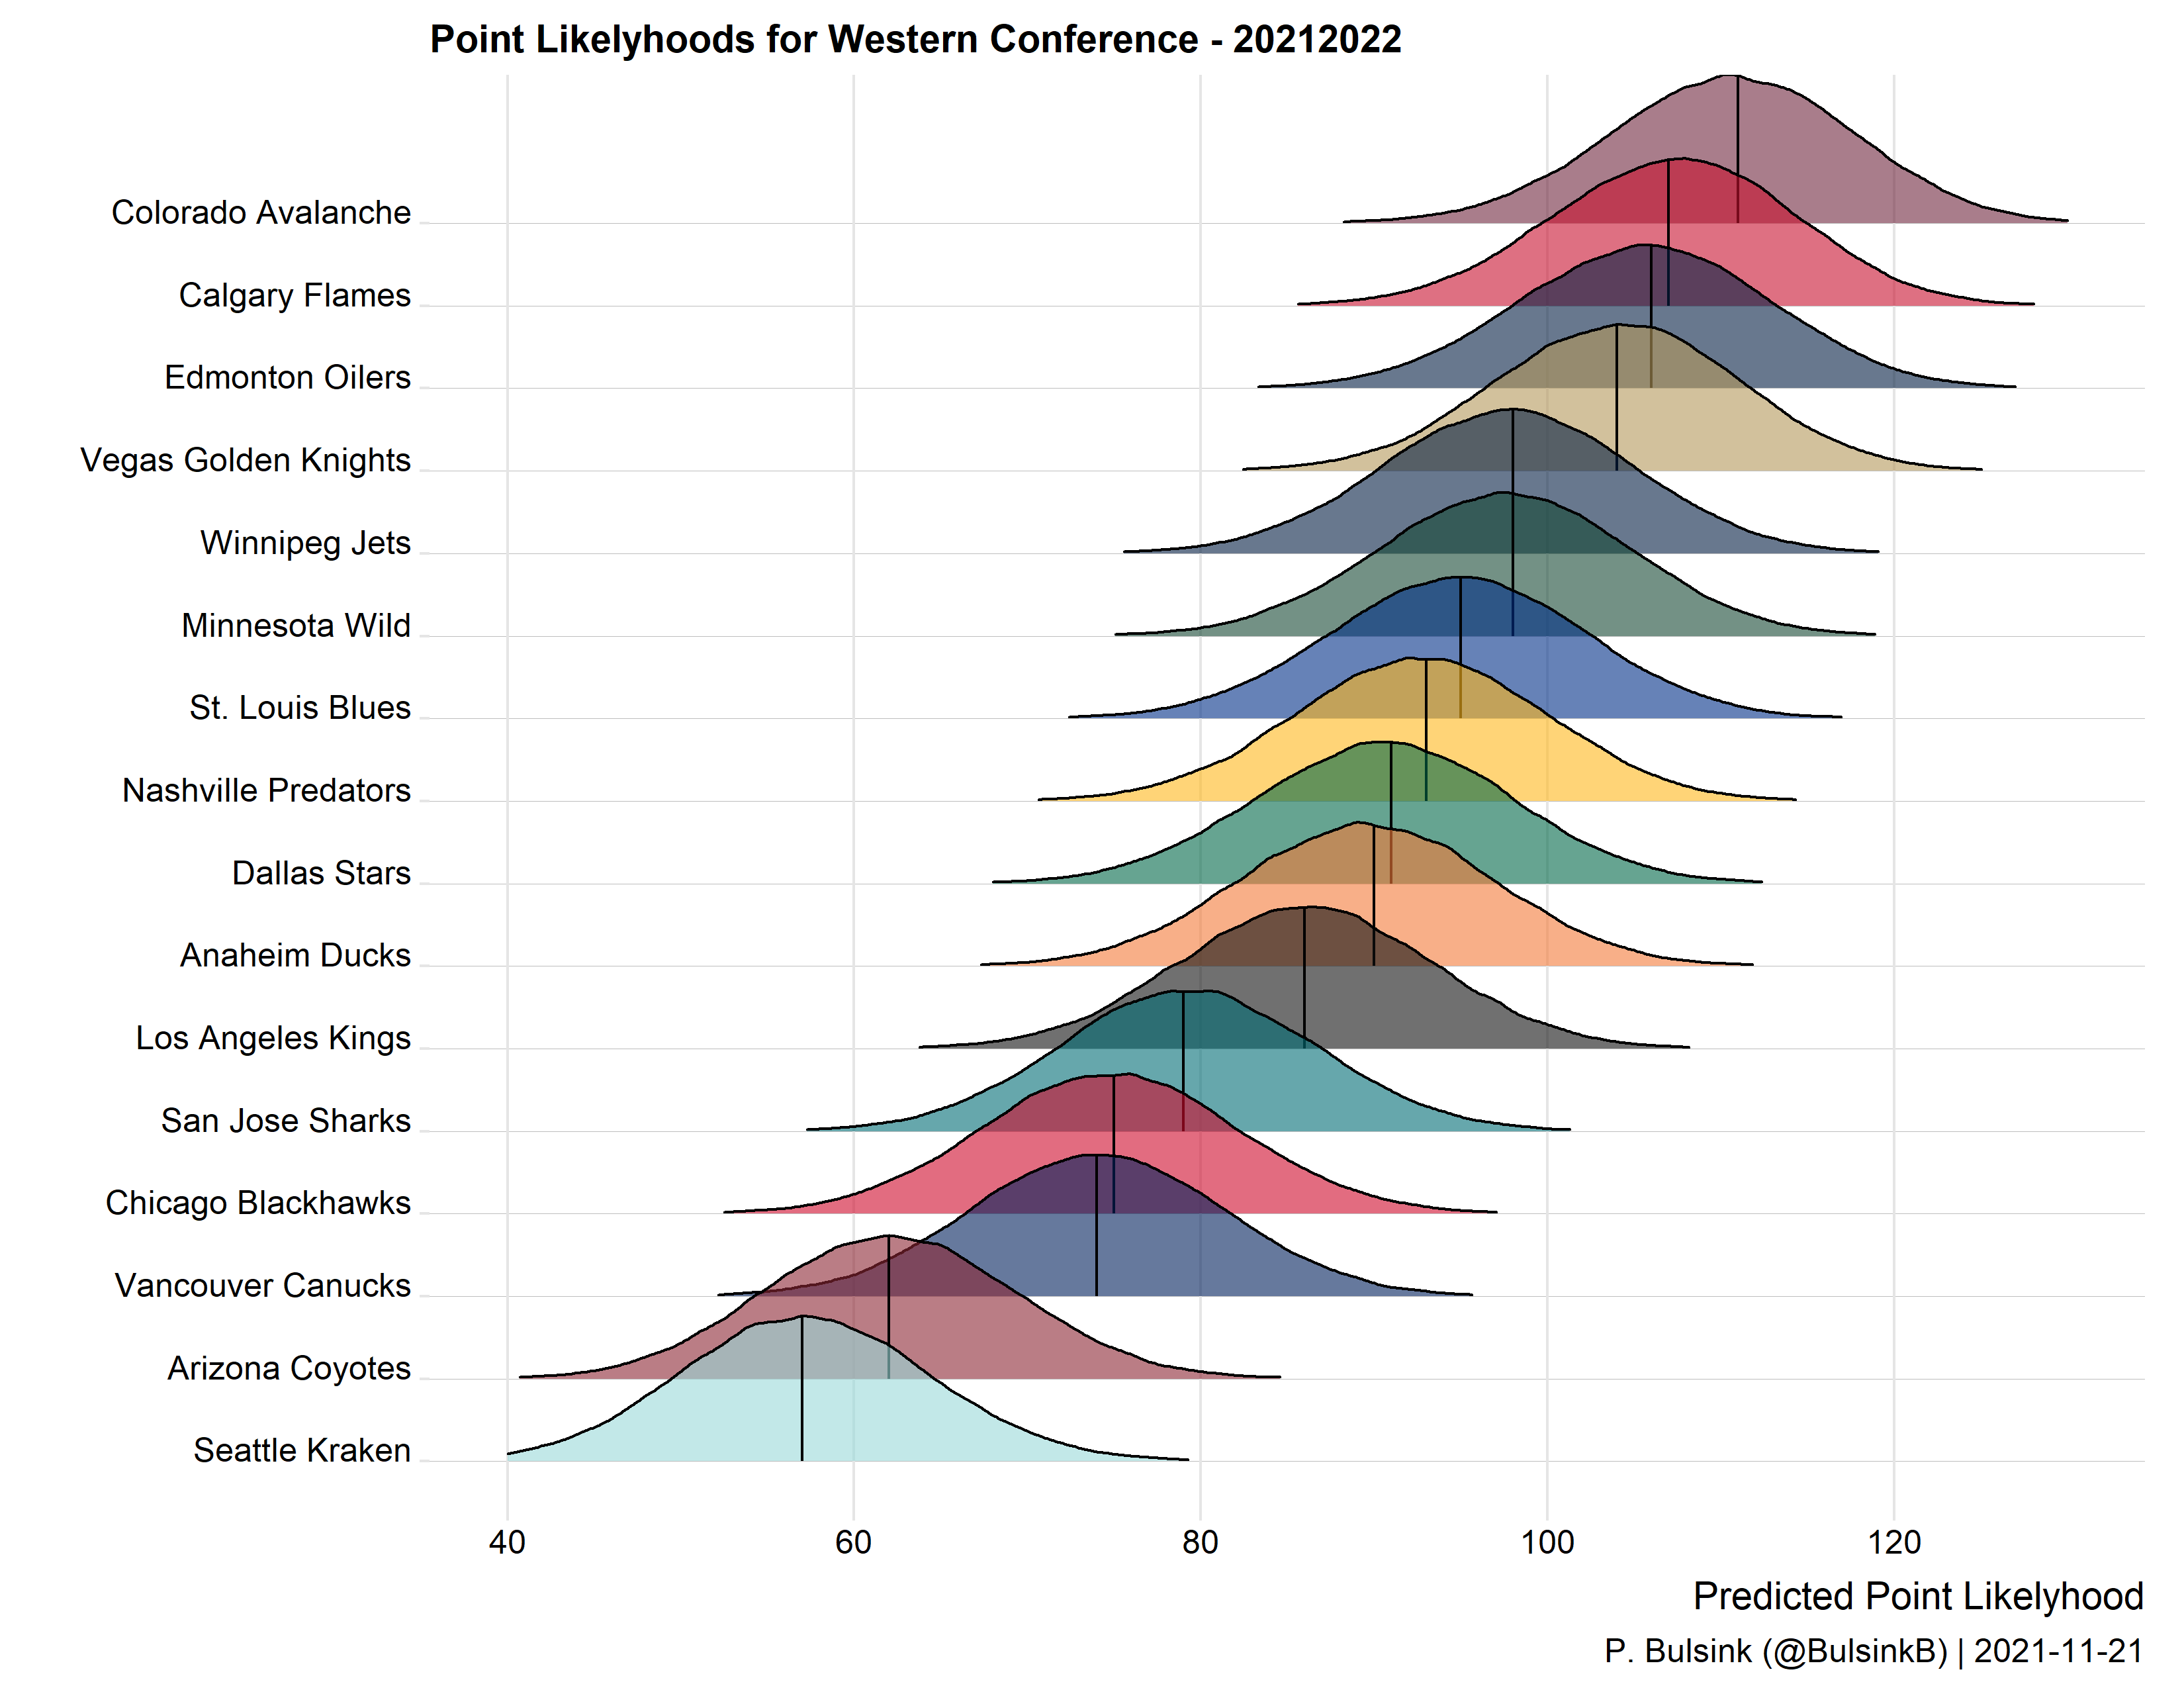 Point Likelyhoods for Western Conference - 20212022
Colorado Avalanche
Calgary Flames
Edmonton Oilers
Vegas Golden Knights
Winnipeg Jets
Minnesota Wild
St. Louis Blues
Nashville Predators
Dallas Stars
Anaheim Ducks
Los Angeles Kings
San Jose Sharks
Chicago Blackhawks
Vancouver Canucks
Arizona Coyotes
Seattle Kraken
40 60 80 100 120
Predicted Point Likelyhood
P. Bulsink (@BulsinkB) | 2021-11-21